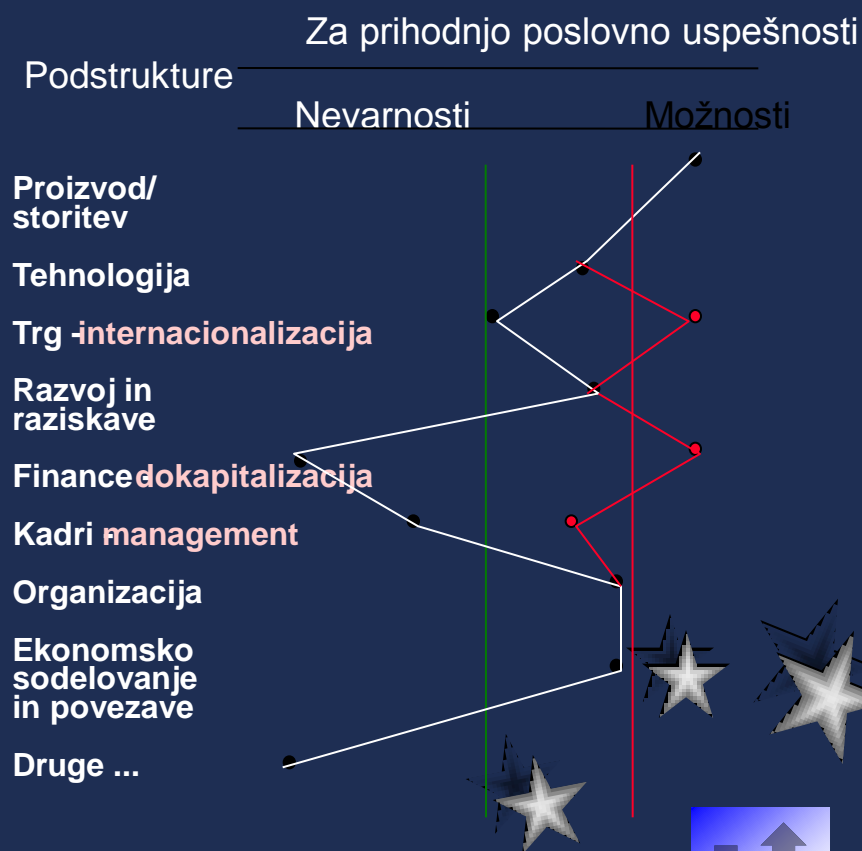 Za prihodnjo poslovno uspešnosti
Podstrukture
Nevarnosti Možnosti
Proizvod/
storitev
Tehnologija
Trg -internacionalizacija
Razvoj in
raziskave
Finance -dokapitalizacija
Kadri -management
Organizacija
Ekonomsko
sodelovanje
in povezave
Druge ...